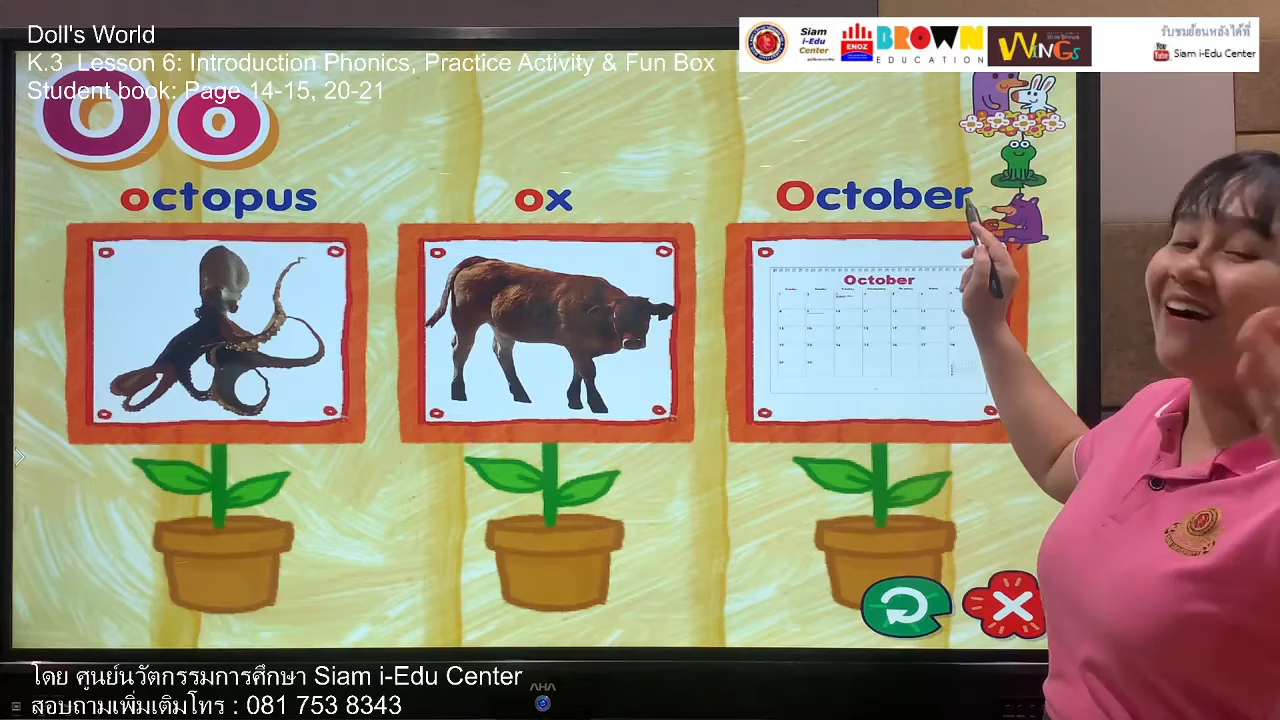 Doll's World
K.3 Lesson 6: Introduction Phonics, Practice Activity & Fun Box
Student book: Page 14-15, 20-21
Siam
i-Edu
Center
ENOZ
BROWN
EDUCATION
WINGS
รับชมย้อนหลังได้ที่
You Tube Siam i-Edu Center
O o
octopus
ox
October
October
AHA
โดย ศูนย์นวัตกรรมการศึกษา Siam i-Edu Center
สอบถามเพิ่มเติมโทร : 081 753 8343